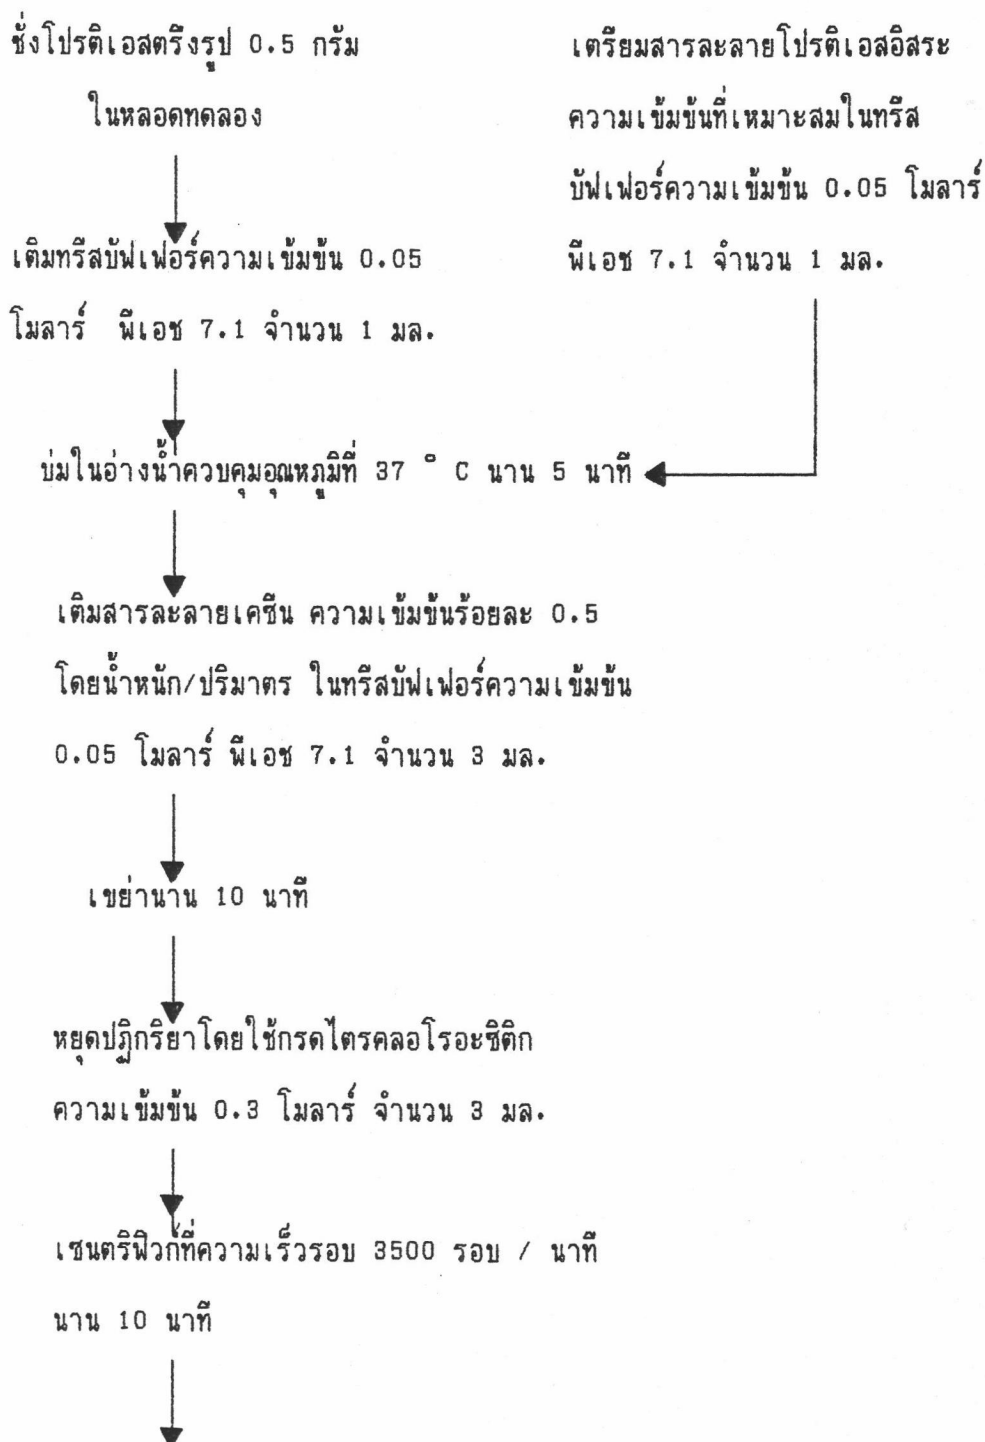 ชั่งโปรติเอสตรึงรูป 0.5 กรัม
ในหลอดทดลอง
เตรียมสารละลายโปรติเอสอิสระ
ความเข้มข้นที่เหมาะสมในทรีส
บัฟเฟอร์ความเข้มข้น 0.05 โมลาร์
พีเอช 7.1 จำนวน 1 มล.
เติมทรีสบัฟเฟอร์ความเข้มข้น 0.05
โมลาร์ พีเอช 7.1 จำนวน 1 มล.
บ่มในอ่างน้ำควบคุมอุณหภูมิที่ 37 ° C นาน 5 นาที
เติมสารละลายเคซีน ความเข้มข้นร้อยละ 0.5
โดยน้ำหนัก/ปริมาตร ในทรีสบัฟเฟอร์ความเข้มข้น
0.05 โมลาร์ พีเอช 7.1 จำนวน 3 มล.
เขย่านาน 10 นาที
หยุดปฏิกริยาโดยใช้กรดไตรคลอโรอะซิติก
ความเข้มข้น 0.3 โมลาร์ จำนวน 3 มล.
เซนตริฟิวก์ที่ความเร็วรอบ 3500 รอบ / นาที
นาน 10 นาที